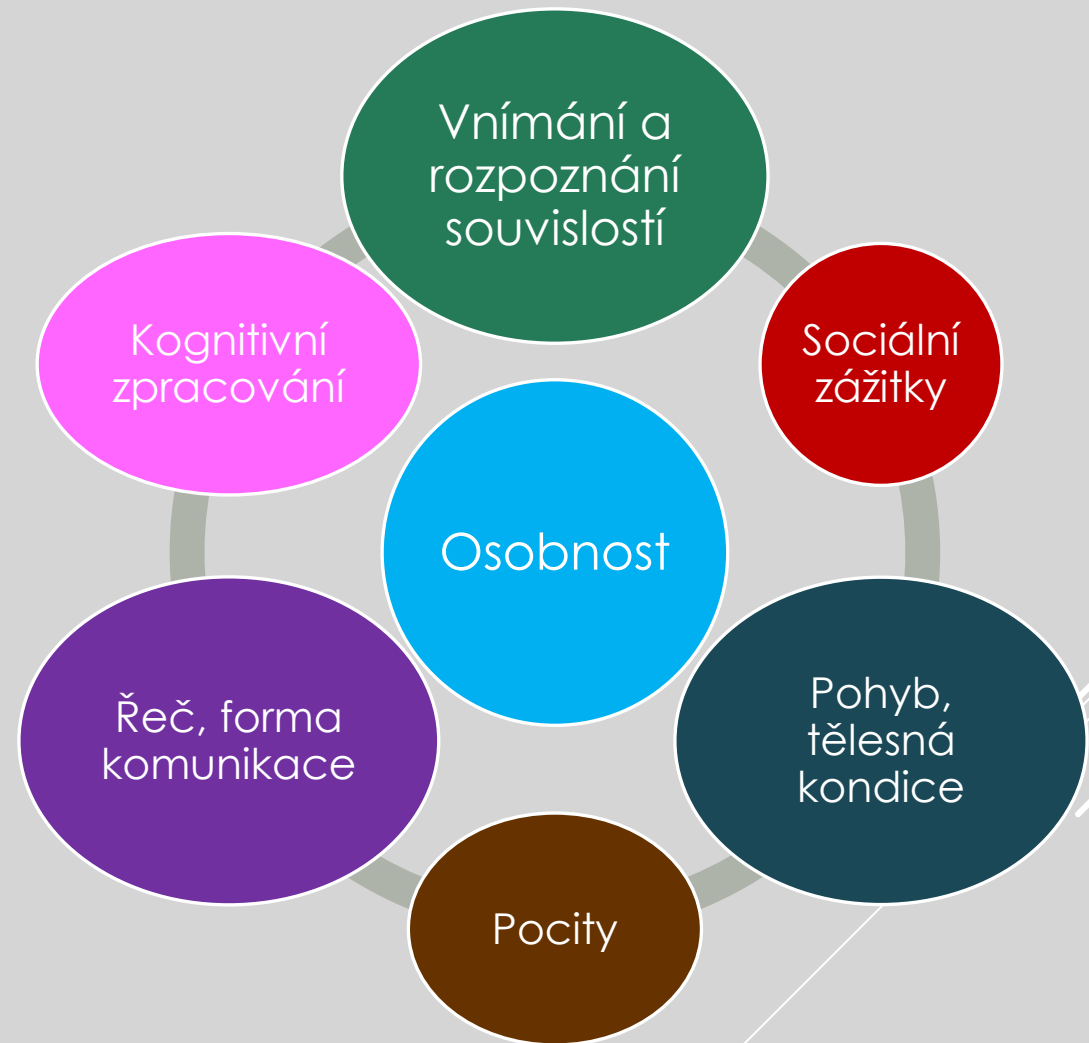 Vnímání a
rozpoznání
souvislostí
Sociální
zážitky
Pohyb,
tělesná
kondice
Pocity
Řeč, forma
komunikace
Kognitivní
zpracování
Osobnost